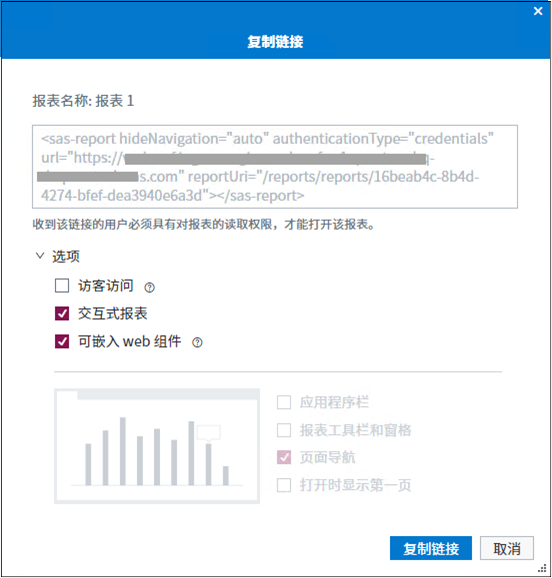 复制链接
报表名称: 报表 1
<sas-report hideNavigation="auto" authenticationType="credentials"
url="https://
.com" reportUri="/reports/reports/16beab4c-8b4d-
4274-bfef-dea3940e6a3d"></sas-report>
收到该链接的用户必须具有对报表的读取权限，才能打开该报表。
选项
访客访问
交互式报表
可嵌入 web 组件
应用程序栏
报表工具栏和窗格
页面导航
打开时显示第一页
复制链接
取消